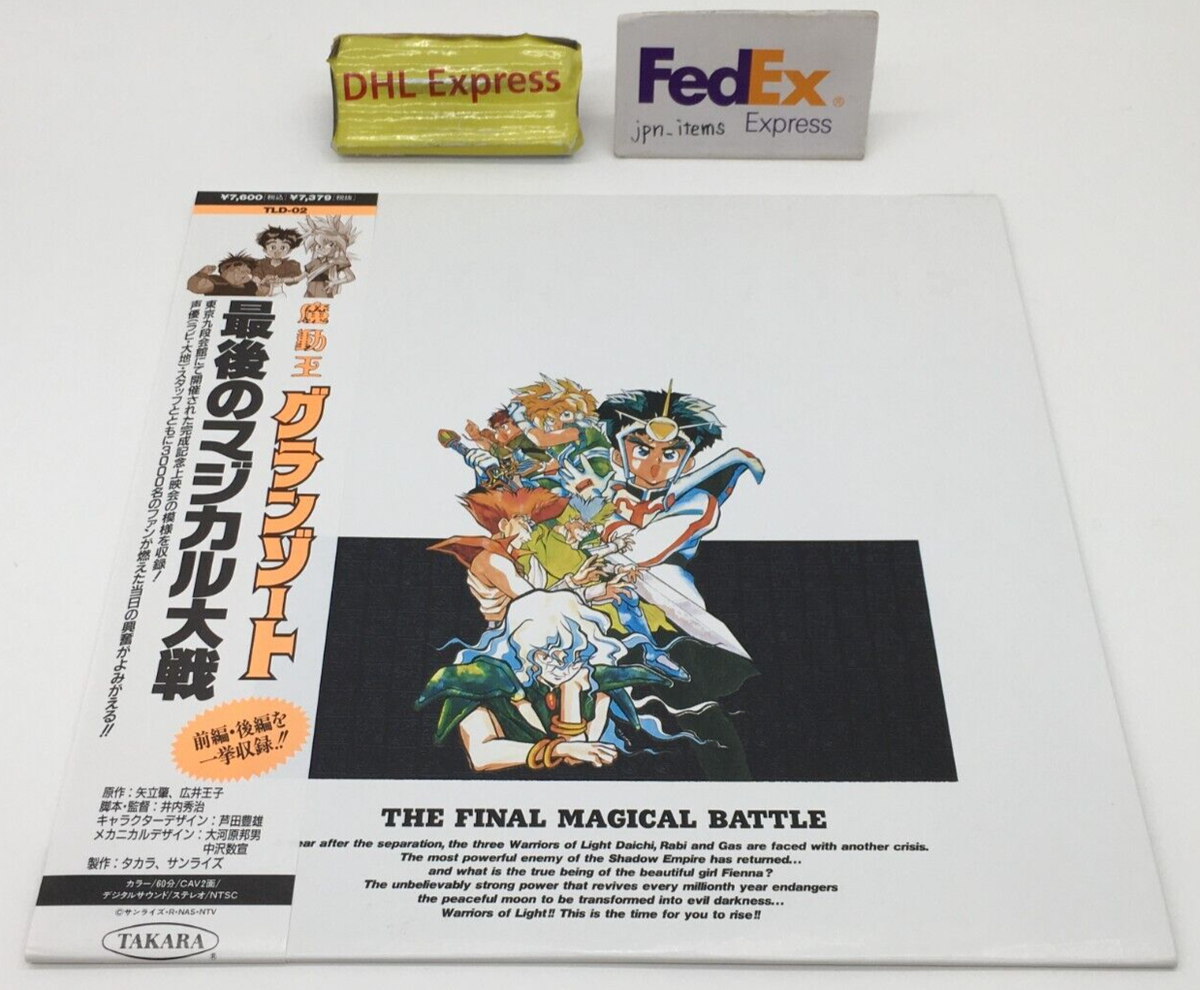 DHL Express
FedEx®
Express
jpn_items
¥7,600[税込]¥7,379[税抜]
TLD-02
魔動王
グランゾート
最後のマジカル大戦
東京九段会館にて開催された完成記念上映会の模様を収録!
声優(ラビ・大地)・スタッフとともに3000名のファンが燃えた当日の興奮がよみがえる!!
前編・後編を
一挙収録!!
原作:矢立肇、広井王子
脚本・監督:井内秀治
キャラクターデザイン:芦田豊雄
メカニカルデザイン:大河原邦男
中沢数宣
製作:タカラ、サンライズ
カラー/60分/CAV2面/
デジタルサウンド/ステレオ/NTSC
©サンライズ・R・NAS・NTV
TAKARA®
THE FINAL MAGICAL BATTLE
ear after the separation, the three Warriors of Light Daichi, Rabi and Gas are faced with another crisis.
The most powerful enemy of the Shadow Empire has returned...
and what is the true being of the beautiful girl Fienna?
The unbelievably strong power that revives every millionth year endangers
the peaceful moon to be transformed into evil darkness...
Warriors of Light!! This is the time for you to rise!!